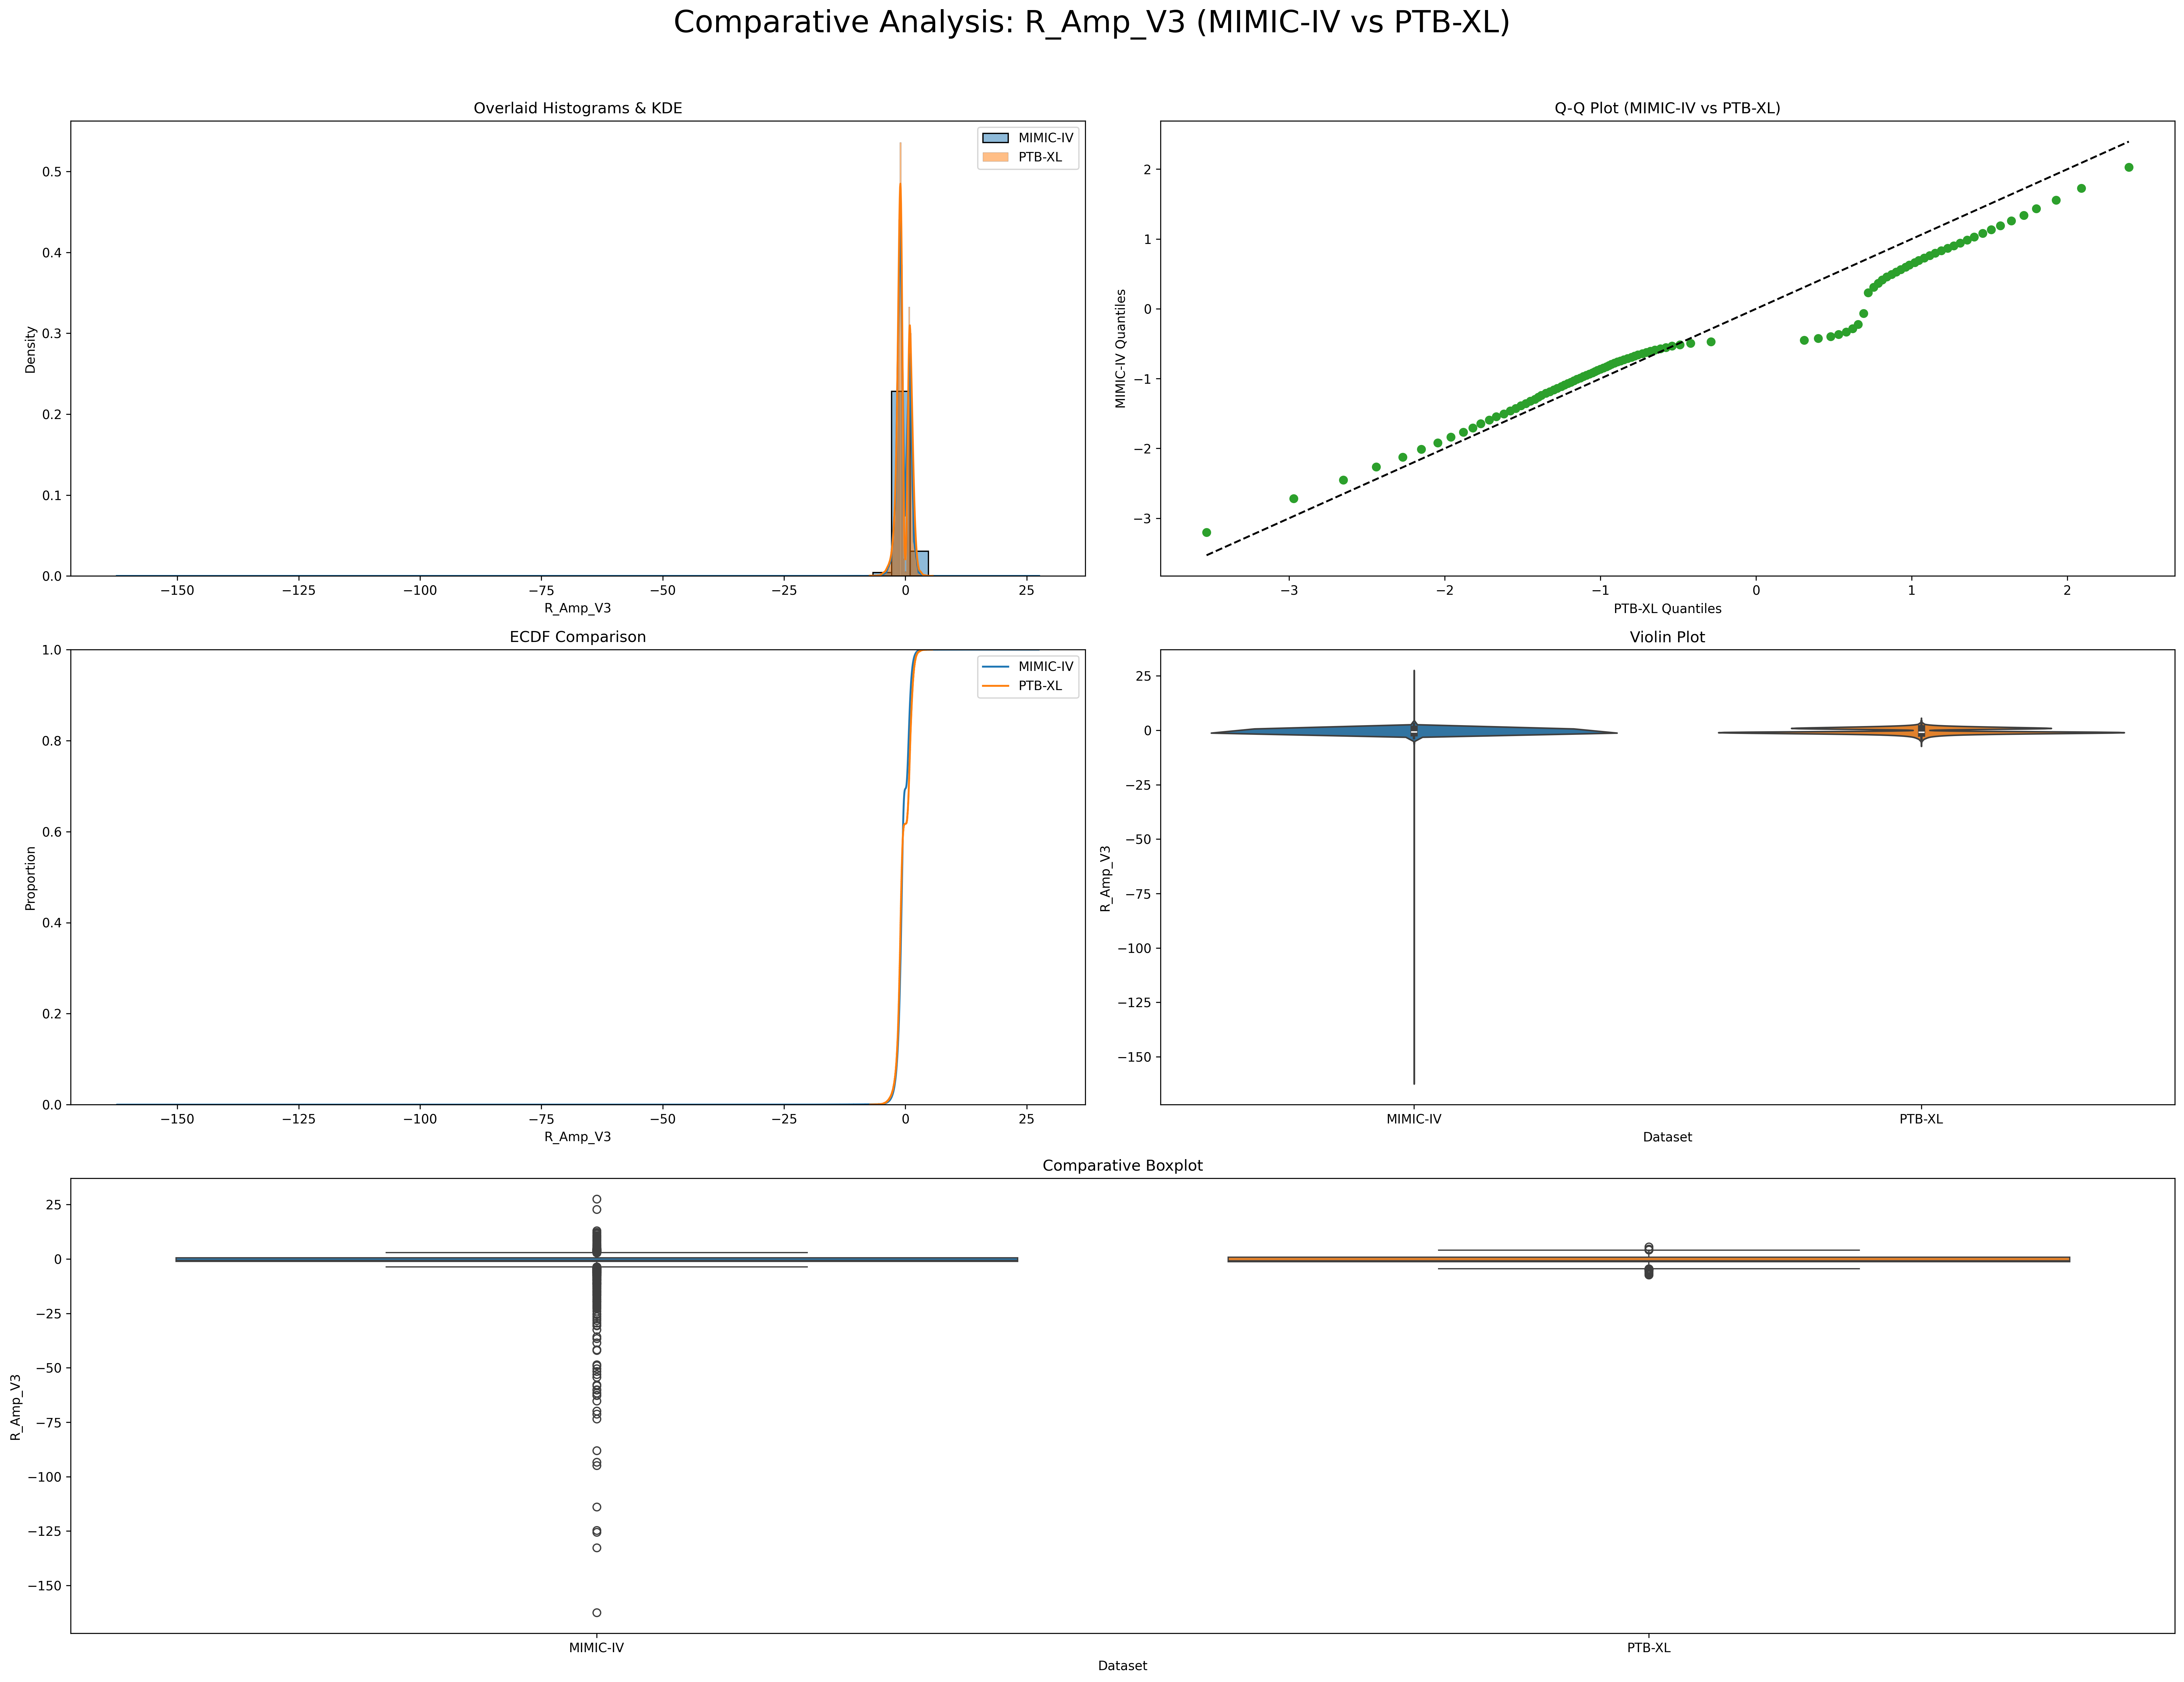 Comparative Analysis: R_Amp_V3 (MIMIC-IV vs PTB-XL)
Overlaid Histograms & KDE
MIMIC-IV
PTB-XL
Density
0.5
0.4
0.3
0.2
0.1
0.0
−150 −125 −100 −75 −50 −25 0 25
R_Amp_V3
Q-Q Plot (MIMIC-IV vs PTB-XL)
MIMIC-IV Quantiles
2
1
0
−1
−2
−3
−3 −2 −1 0 1 2
PTB-XL Quantiles
ECDF Comparison
MIMIC-IV
PTB-XL
Proportion
1.0
0.8
0.6
0.4
0.2
0.0
−150 −125 −100 −75 −50 −25 0 25
R_Amp_V3
Violin Plot
R_Amp_V3
25
0
−25
−50
−75
−100
−125
−150
MIMIC-IV PTB-XL
Dataset
Comparative Boxplot
R_Amp_V3
25
0
−25
−50
−75
−100
−125
−150
MIMIC-IV PTB-XL
Dataset